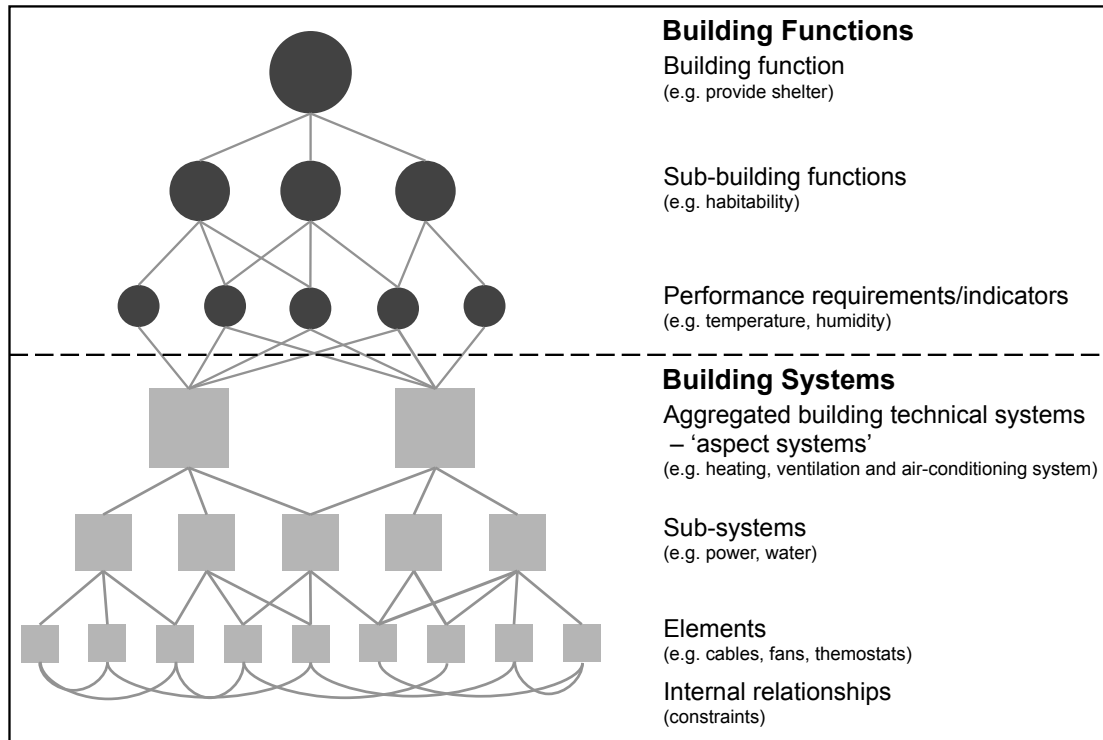 Building Functions
Building function
(e.g. provide shelter)
Sub-building functions
(e.g. habitability)
Performance requirements/indicators
(e.g. temperature, humidity)
Building Systems
Aggregated building technical systems
– ‘aspect systems’
(e.g. heating, ventilation and air-conditioning system)
Sub-systems
(e.g. power, water)
Elements
(e.g. cables, fans, themostats)
Internal relationships
(constraints)